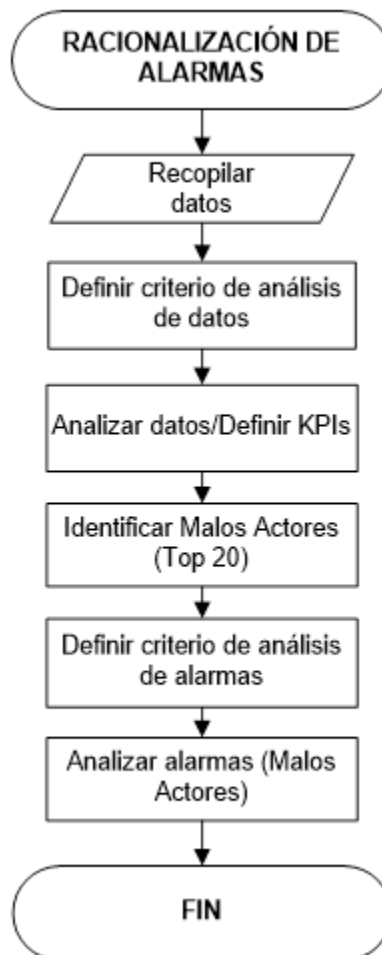 RACIONALIZACIÓN DE
ALARMAS
Recopilar
datos
Definir criterio de análisis
de datos
Analizar datos/Definir KPIs
Identificar Malos Actores
(Top 20)
Definir criterio de análisis
de alarmas
Analizar alarmas (Malos
Actores)
FIN